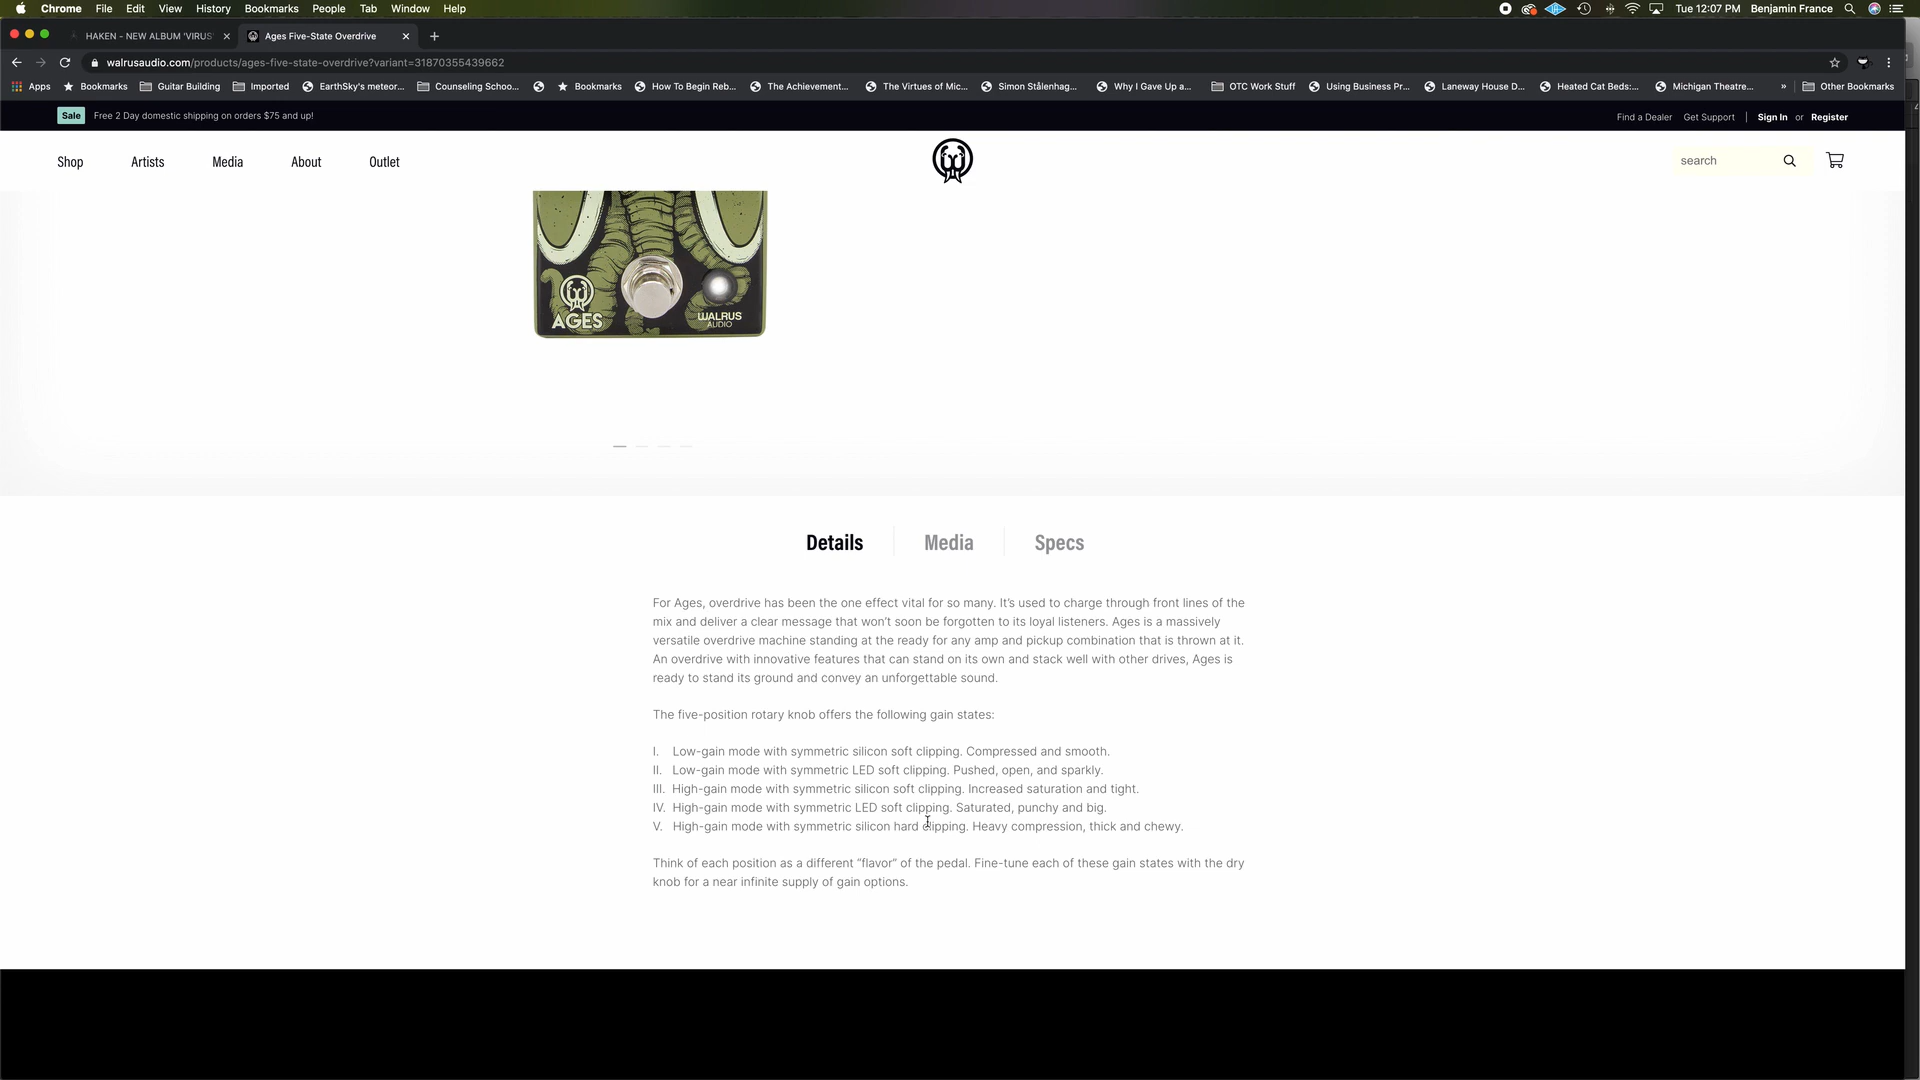 Chrome File Edit View History Bookmarks People Tab Window Help Tue 12:07 PM Benjamin France
HAKEN - NEW ALBUM 'VIRUS' Ages Five-State Overdrive
walrusaudio.com/products/ages-five-state-overdrive?variant=31870355439662
Apps Bookmarks Guitar Building Imported EarthSky's meteor... Counseling Schoo... Bookmarks How To Begin Reb... The Achievement... The Virtues of Mic... Simon Stålenhag... Why I Gave Up a... OTC Work Stuff Using Business Pr... Laneway House D... Heated Cat Beds:... Michigan Theatre... » Other Bookmarks
Sale Free 2 Day domestic shipping on orders $75 and up! Find a Dealer Get Support | Sign In or Register
Shop Artists Media About Outlet search
AGES WALRUS
AUDIO
Details Media Specs
For Ages, overdrive has been the one effect vital for so many. It's used to charge through front lines of the
mix and deliver a clear message that won't soon be forgotten to its loyal listeners. Ages is a massively
versatile overdrive machine standing at the ready for any amp and pickup combination that is thrown at it.
An overdrive with innovative features that can stand on its own and stack well with other drives, Ages is
ready to stand its ground and convey an unforgettable sound.
The five-position rotary knob offers the following gain states:
I. Low-gain mode with symmetric silicon soft clipping. Compressed and smooth.
II. Low-gain mode with symmetric LED soft clipping. Pushed, open, and sparkly.
III. High-gain mode with symmetric silicon soft clipping. Increased saturation and tight.
IV. High-gain mode with symmetric LED soft clipping. Saturated, punchy and big.
V. High-gain mode with symmetric silicon hard clipping. Heavy compression, thick and chewy.
Think of each position as a different “flavor” of the pedal. Fine-tune each of these gain states with the dry
knob for a near infinite supply of gain options.